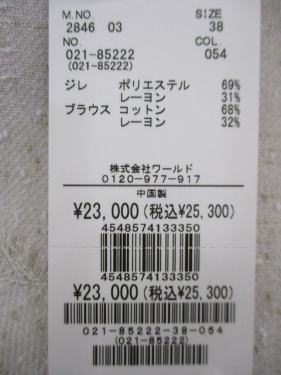 M.NO. SIZE
2846 03 38
NO. COL.
021-85222 054
(021-85222)
ジレ ポリエステル 69%
レーヨン 31%
ブラウス コットン 68%
レーヨン 32%
株式会社ワールド
0120-977-917
中国製
¥23,000(税込¥25,300)
4548574133350
4548574133350
¥23,000(税込¥25,300)
021-85222-38-054
(021-85222)